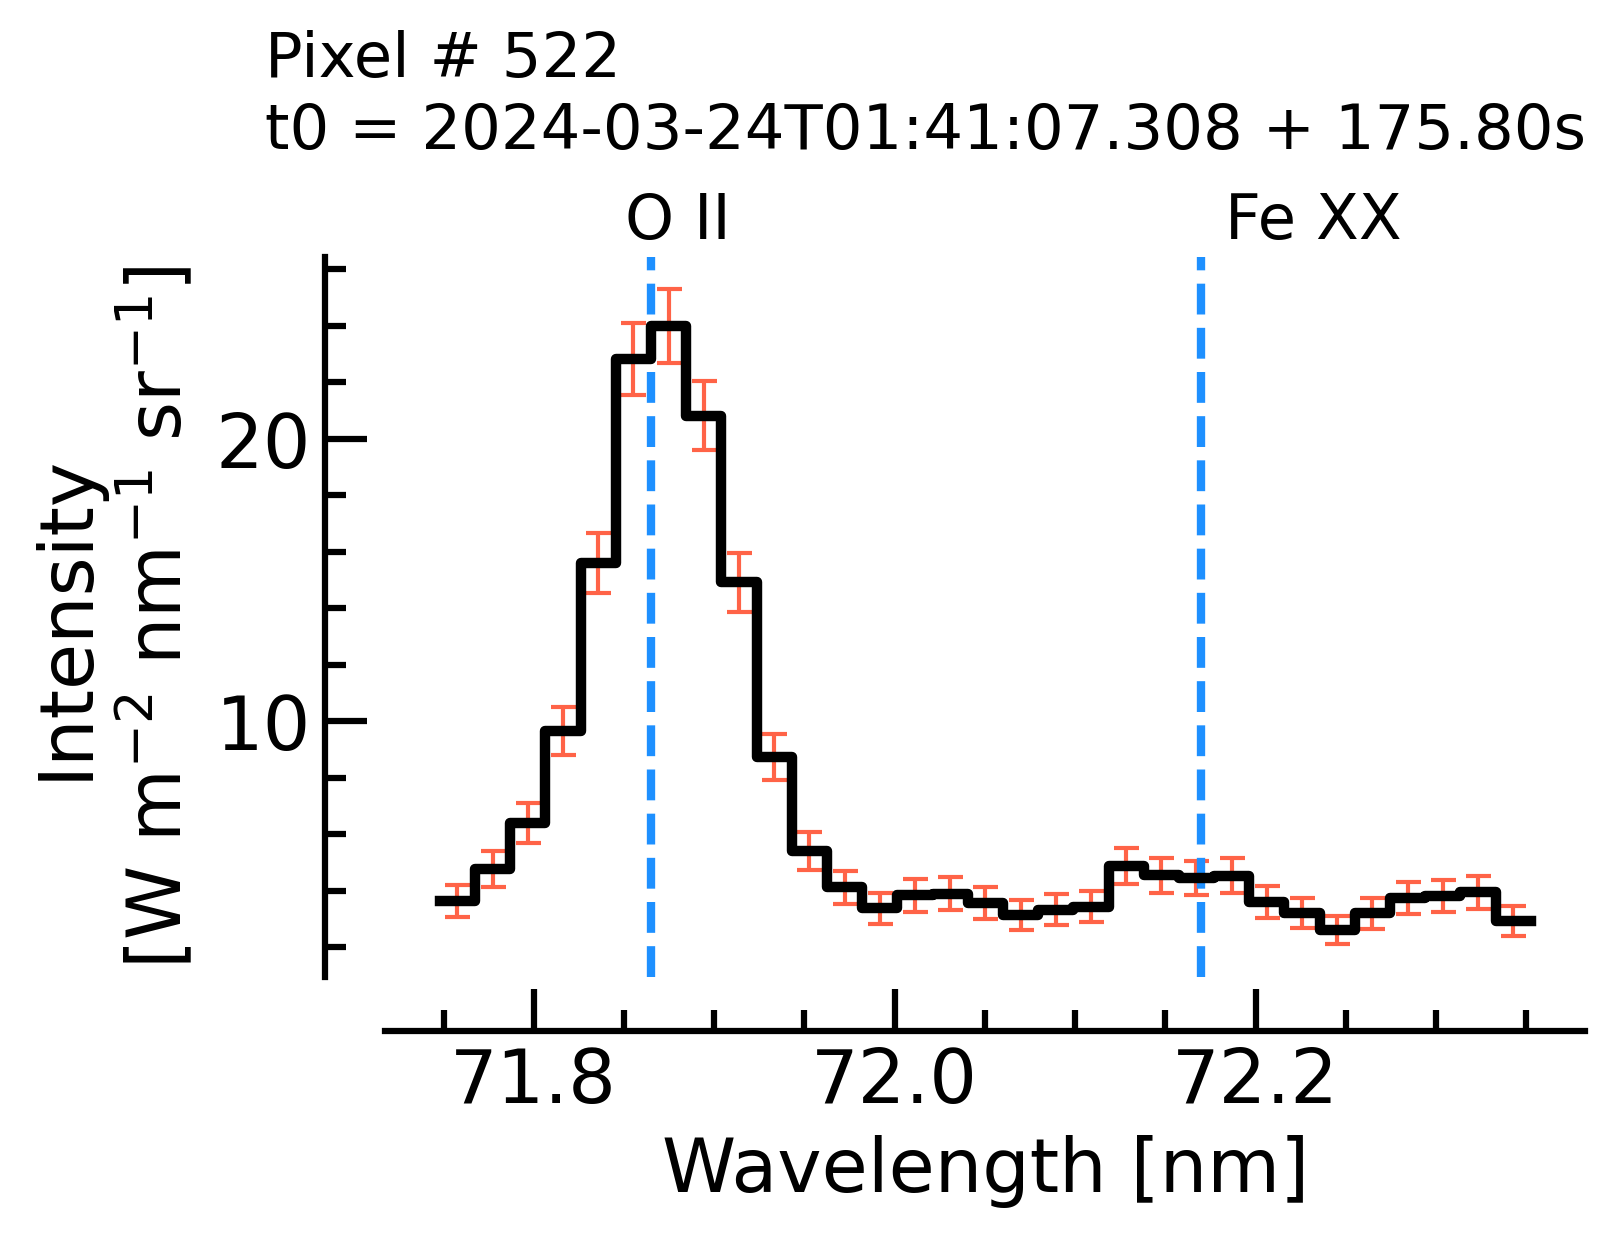 Pixel # 522
t0 = 2024-03-24T01:41:07.308 + 175.80s
O II
Fe XX
Intensity
[W m⁻² nm⁻¹ sr⁻¹]
20
10
71.8
72.0
72.2
Wavelength [nm]